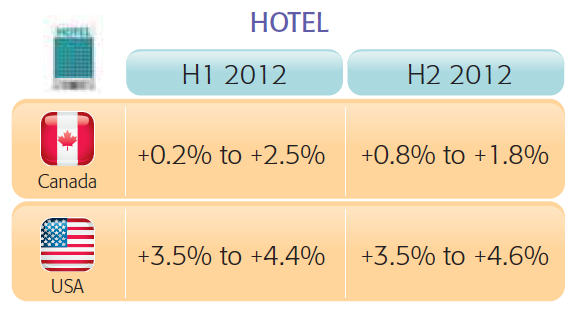 HOTEL
HOTEL
H1 2012
H2 2012
Canada
+0.2% to +2.5%
+0.8% to +1.8%
USA
+3.5% to +4.4%
+3.5% to +4.6%